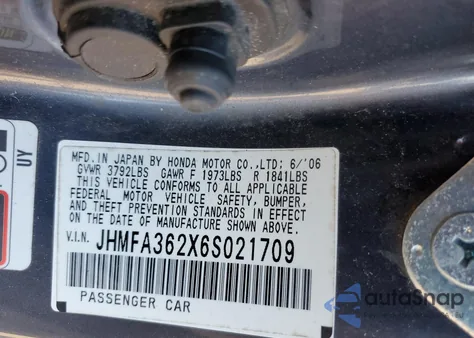 MFD. IN JAPAN BY HONDA MOTOR CO.,LTD: 6/'06
GVWR 3792LBS GAWR F 1973LBS R 1841LBS
THIS VEHICLE CONFORMS TO ALL APPLICABLE
FEDERAL MOTOR VEHICLE SAFETY, BUMPER,
AND THEFT PREVENTION STANDARDS IN EFFECT
ON THE DATE OF MANUFACTURE SHOWN ABOVE.
V.I.N. JHMFA362X6S021709
PASSENGER CAR
UY
autoSnap